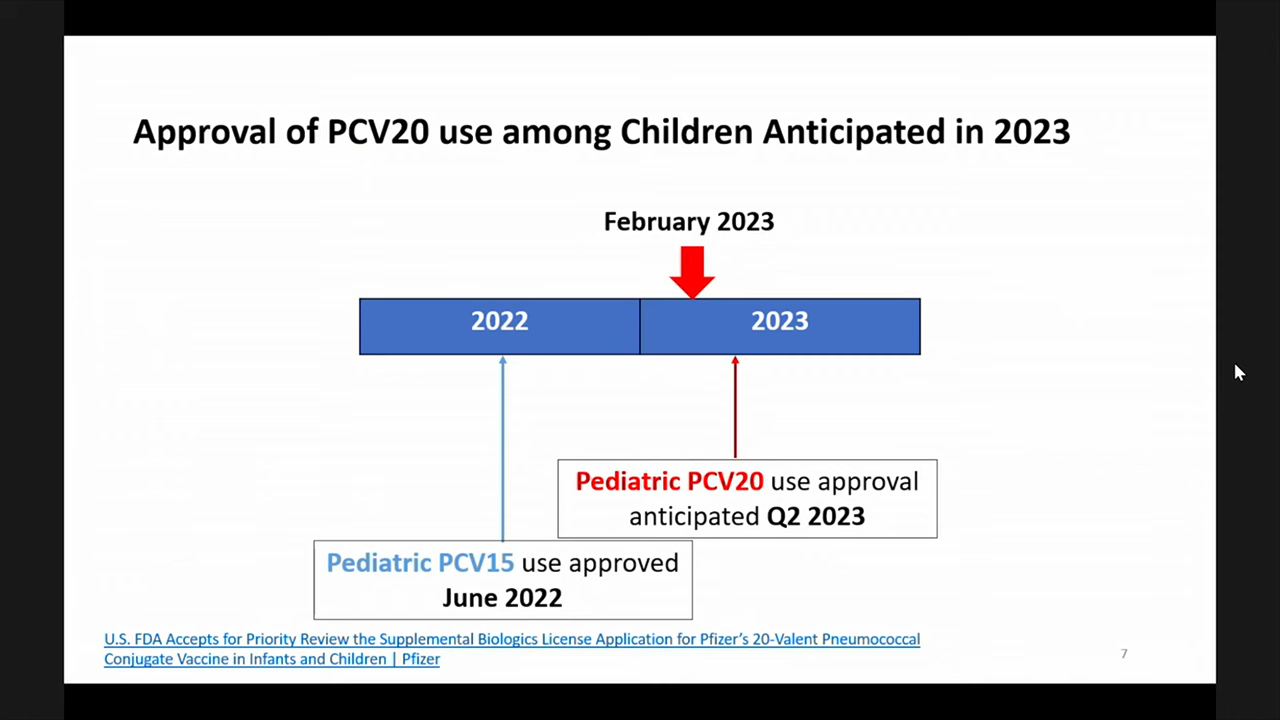 Approval of PCV20 use among Children Anticipated in 2023
February 2023
2022
2023
Pediatric PCV20 use approval
anticipated Q2 2023
Pediatric PCV15 use approved
June 2022
U.S. FDA Accepts for Priority Review the Supplemental Biologics License Application for Pfizer’s 20-Valent Pneumococcal
Conjugate Vaccine in Infants and Children | Pfizer
7